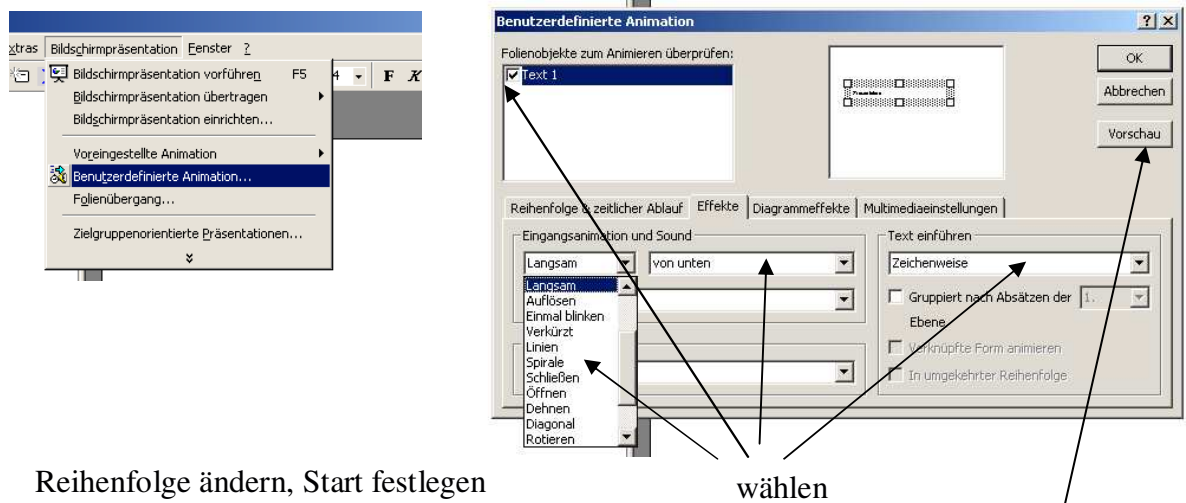 xtras Bildschirmpräsentation Fenster ?
Bildschirmpräsentation vorführen F5
4 F K
Bildschirmpräsentation übertragen
Bildschirmpräsentation einrichten...
Voreingestellte Animation
Benutzerdefinierte Animation...
Folienübergang...
Zielgruppenorientierte Präsentationen...
Benutzerdefinierte Animation
Folienobjekte zum Animieren überprüfen:
Text 1
OK
Abbrechen
Vorschau
Reihenfolge & zeitlicher Ablauf Effekte Diagrammeffekte Multimediaeinstellungen
Eingangsanimation und Sound
Langsam von unten
Langsam
Auflösen
Einmal blinken
Verkürzt
Linien
Spirale
Schließen
Öffnen
Dehnen
Diagonal
Rotieren
Text einführen
Zeichenweise
Gruppiert nach Absätzen der 1.
Ebene
Verknüpfte Form animieren
In umgekehrter Reihenfolge
Reihenfolge ändern, Start festlegen
wählen